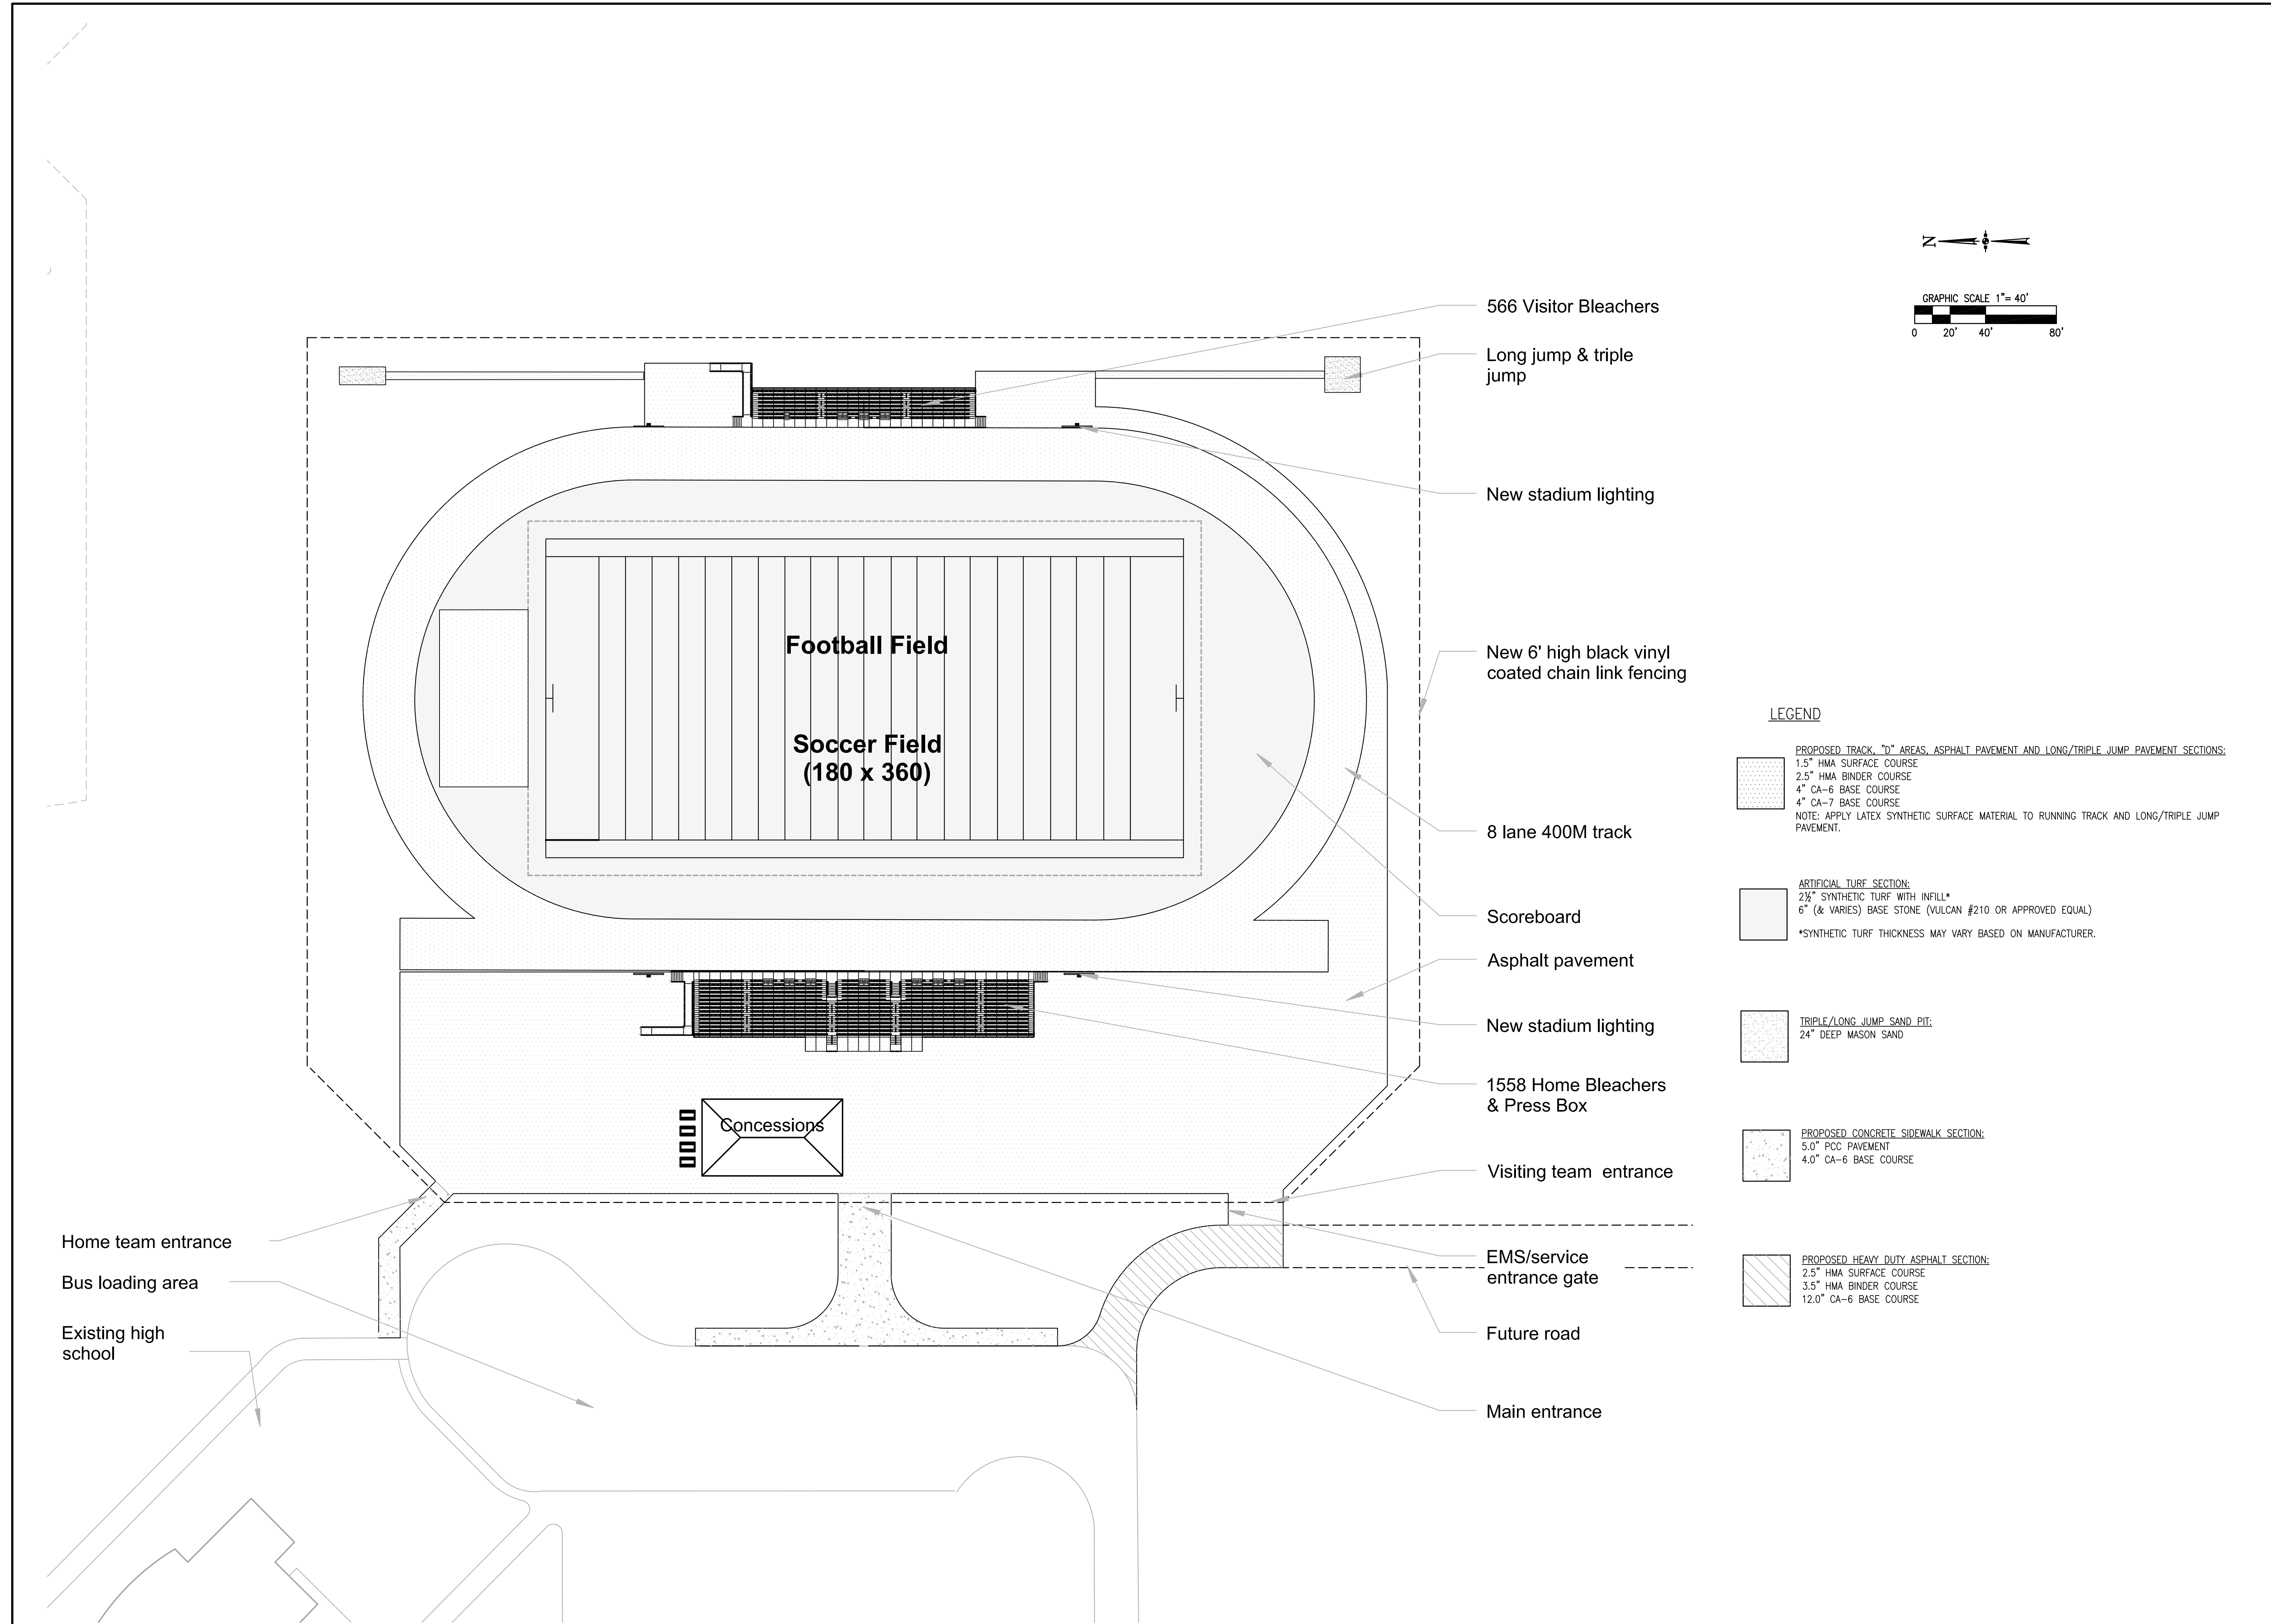 N
GRAPHIC SCALE 1"= 40'
0 20' 40' 80'
566 Visitor Bleachers
Long jump & triple
jump
New stadium lighting
New 6' high black vinyl
coated chain link fencing
8 lane 400M track
Scoreboard
Asphalt pavement
New stadium lighting
1558 Home Bleachers
& Press Box
Visiting team entrance
EMS/service
entrance gate
Future road
Main entrance
Football Field
Soccer Field
(180 x 360)
Concessions
Home team entrance
Bus loading area
Existing high
school
LEGEND
PROPOSED TRACK, "D" AREAS, ASPHALT PAVEMENT AND LONG/TRIPLE JUMP PAVEMENT SECTIONS:
1.5" HMA SURFACE COURSE
2.5" HMA BINDER COURSE
4" CA-6 BASE COURSE
4" CA-7 BASE COURSE
NOTE: APPLY LATEX SYNTHETIC SURFACE MATERIAL TO RUNNING TRACK AND LONG/TRIPLE JUMP
PAVEMENT.
ARTIFICIAL TURF SECTION:
2½" SYNTHETIC TURF WITH INFILL*
6" (& VARIES) BASE STONE (VULCAN #210 OR APPROVED EQUAL)
*SYNTHETIC TURF THICKNESS MAY VARY BASED ON MANUFACTURER.
TRIPLE/LONG JUMP SAND PIT:
24" DEEP MASON SAND
PROPOSED CONCRETE SIDEWALK SECTION:
5.0" PCC PAVEMENT
4.0" CA-6 BASE COURSE
PROPOSED HEAVY DUTY ASPHALT SECTION:
2.5" HMA SURFACE COURSE
3.5" HMA BINDER COURSE
12.0" CA-6 BASE COURSE